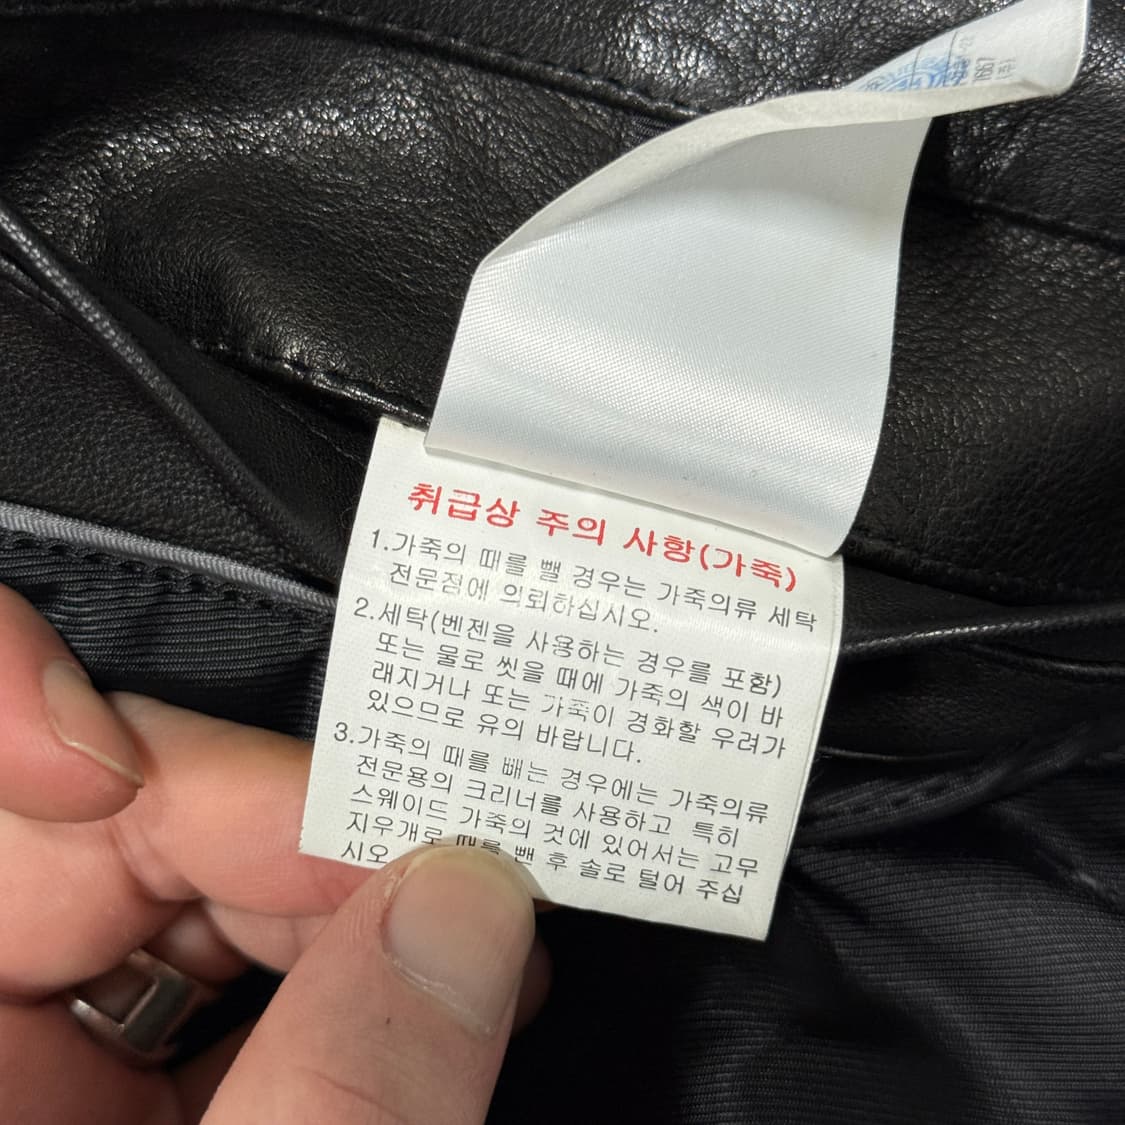 1667
(주)
취급상 주의 사항(가죽)
1.가죽의 때를 뺄 경우는 가죽의류 세탁
전문점에 의뢰하십시오.
2.세탁(벤젠을 사용하는 경우를 포함)
또는 물로 씻을 때에 가죽의 색이 바
래지거나 또는 가죽이 경화할 우려가
있으므로 유의 바랍니다.
3.가죽의 때를 빼는 경우에는 가죽의류
전문용의 크리너를 사용하고 특히
스웨이드 가죽의 것에 있어서는 고무
지우개로 때를 뺀 후 솔로 털어 주십
시오